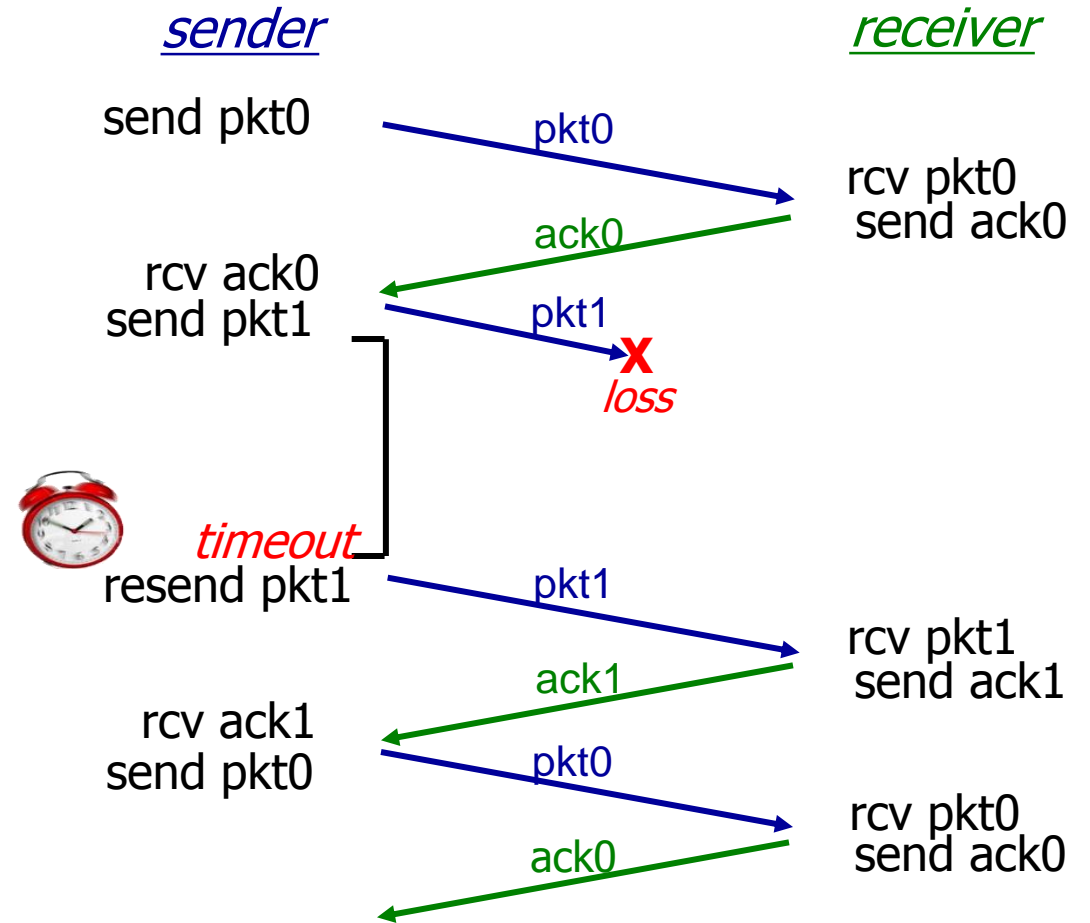 sender receiver
send pkt0
pkt0
rcv pkt0
send ack0
ack0
rcv ack0
send pkt1
pkt1
X
loss
timeout
resend pkt1
pkt1
rcv pkt1
send ack1
ack1
rcv ack1
send pkt0
pkt0
rcv pkt0
send ack0
ack0